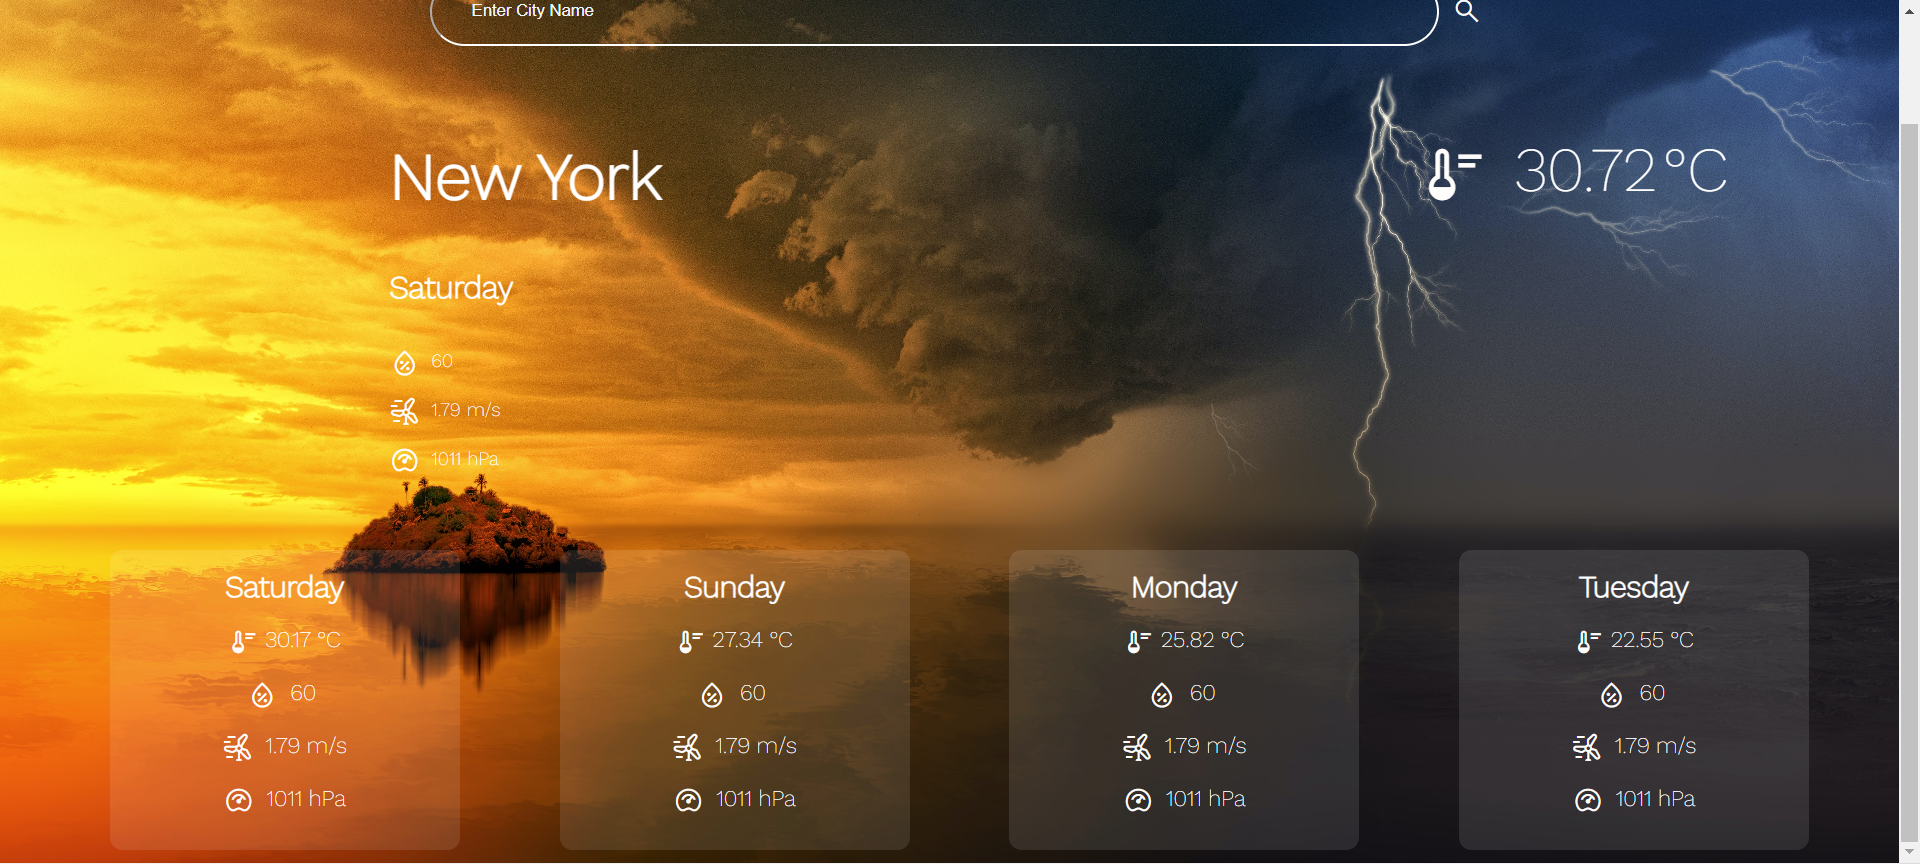 Enter City Name
New York
30.72 °C
Saturday
60
1.79 m/s
1011 hPa
Saturday
30.17 °C
60
1.79 m/s
1011 hPa
Sunday
27.34 °C
60
1.79 m/s
1011 hPa
Monday
25.82 °C
60
1.79 m/s
1011 hPa
Tuesday
22.55 °C
60
1.79 m/s
1011 hPa